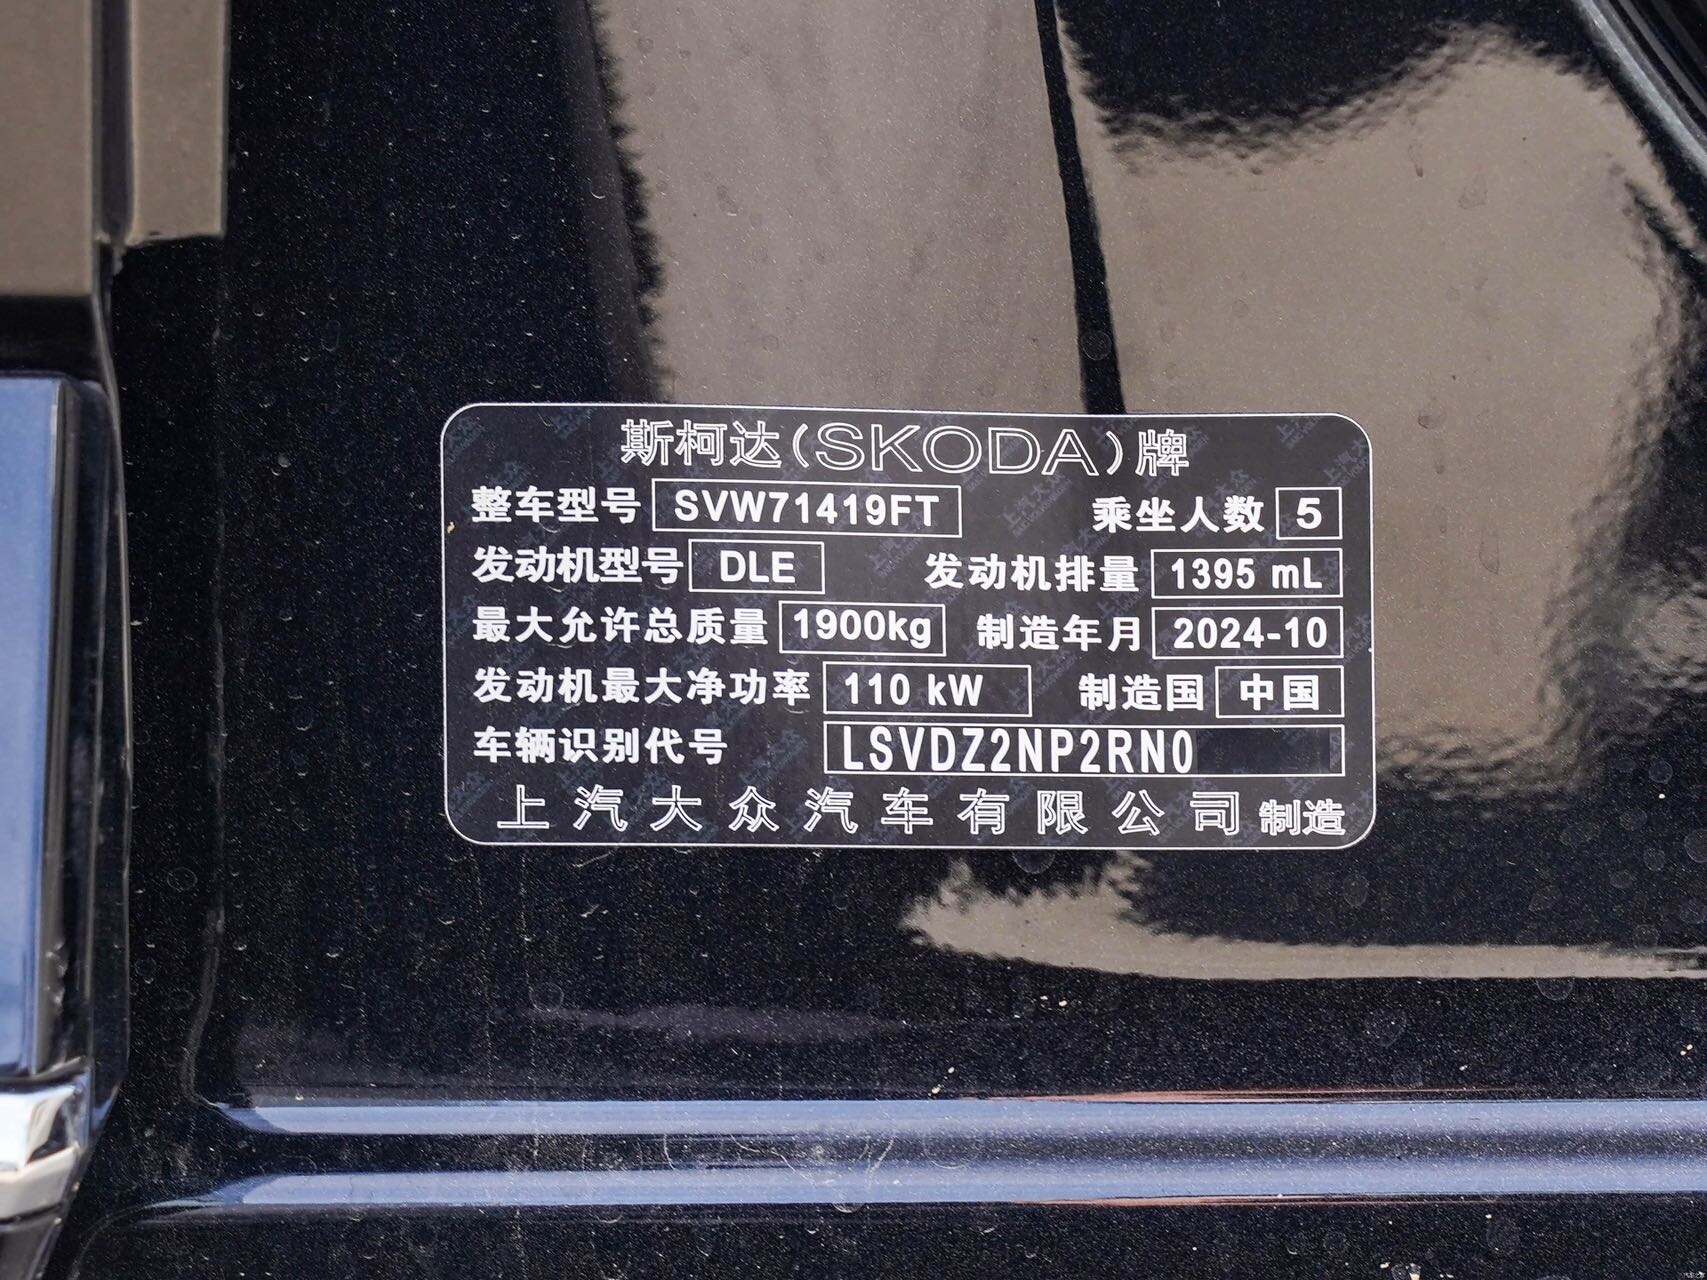 斯柯达(SKODA)牌
整车型号 SVW71419FT 乘坐人数 5
发动机型号 DLE 发动机排量 1395 mL
最大允许总质量 1900kg 制造年月 2024-10
发动机最大净功率 110 kW 制造国 中国
车辆识别代号 LSVDZ2NP2RN0
上汽大众汽车有限公司 制造